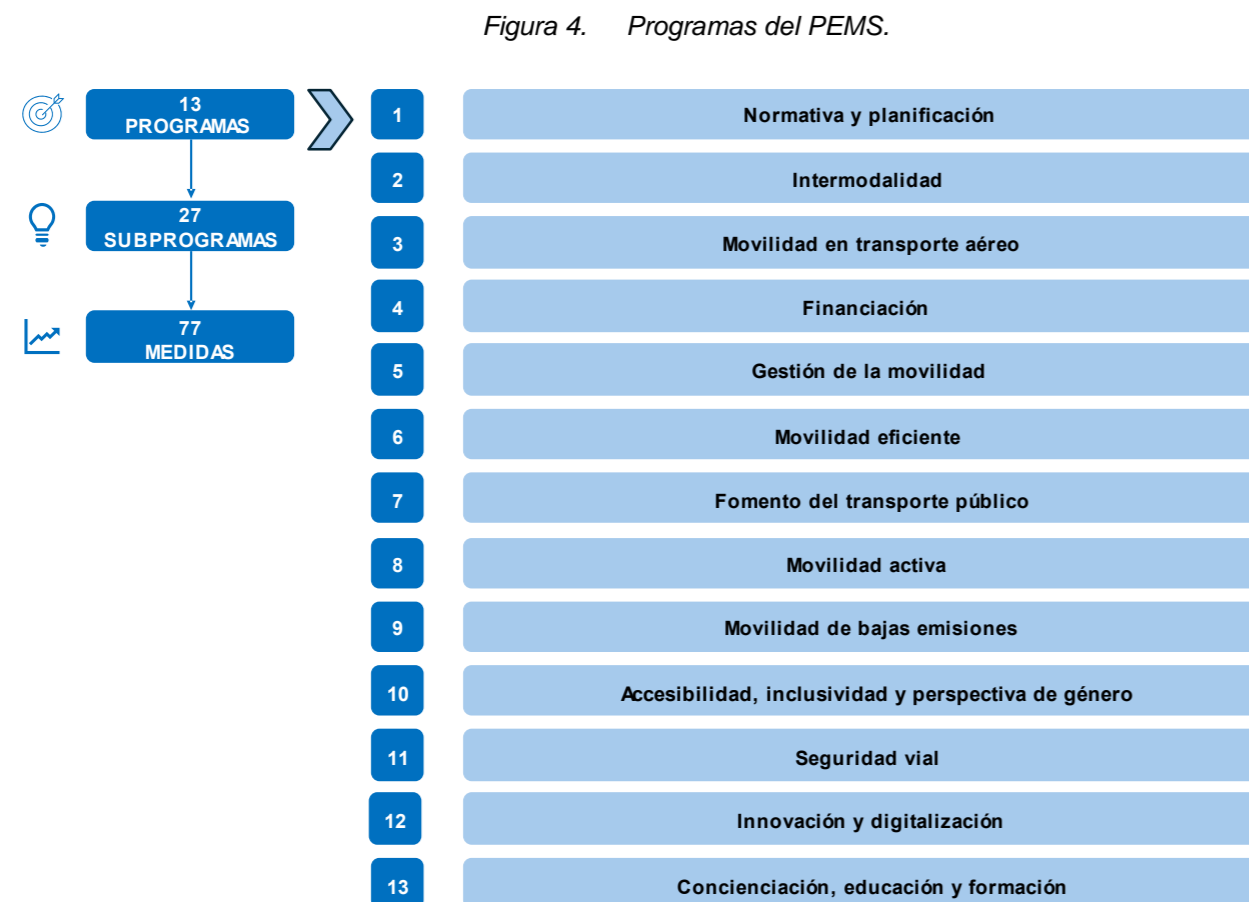 Figura 4. Programas del PEMS.
13
PROGRAMAS
27
SUBPROGRAMAS
77
MEDIDAS
1 Normativa y planificación
2 Intermodalidad
3 Movilidad en transporte aéreo
4 Financiación
5 Gestión de la movilidad
6 Movilidad eficiente
7 Fomento del transporte público
8 Movilidad activa
9 Movilidad de bajas emisiones
10 Accesibilidad, inclusividad y perspectiva de género
11 Seguridad vial
12 Innovación y digitalización
13 Concienciación, educación y formación